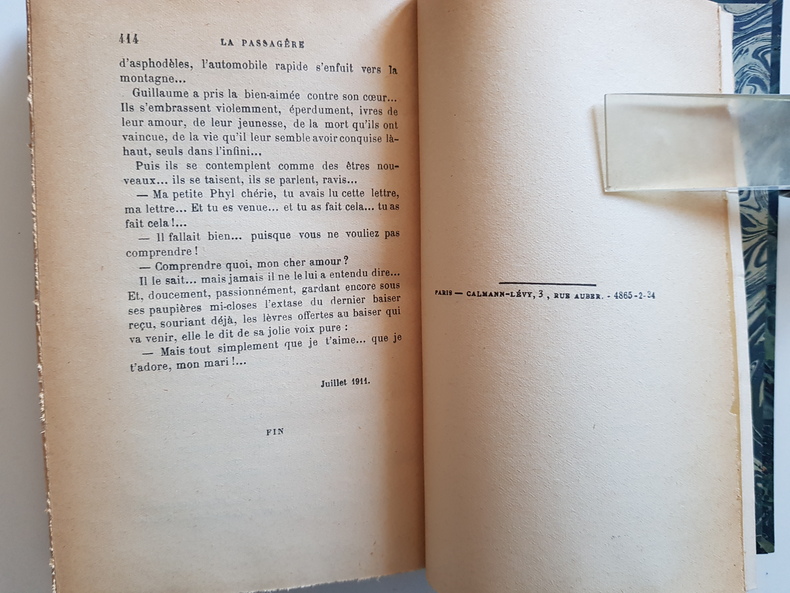 414
LA PASSAGÈRE
d'asphodèles, l'automobile rapide s'enfuit vers la
montagne...
Guillaume a pris la bien-aimée contre son cœur...
Ils s'embrassent violemment, éperdument, ivres de
leur amour, de leur jeunesse, de la mort qu'ils ont
vaincue, de la vie qu'il leur semble avoir conquise là-
haut, seuls dans l'infini...
Puis ils se contemplent comme des êtres nou-
veaux... ils se taisent, ils se parlent, ravis...
— Ma petite Phyl chérie, tu avais lu cette lettre,
ma lettre... Et tu es venue... et tu as fait cela... tu as
fait cela !...
— Il fallait bien... puisque vous ne vouliez pas
comprendre !
— Comprendre quoi, mon cher amour ?
Il le sait... mais jamais il ne le lui a entendu dire...
Et, doucement, passionnément, gardant encore sous
ses paupières mi-closes l'extase du dernier baiser
reçu, souriant déjà, les lèvres offertes au baiser qui
va venir, elle le dit de sa jolie voix pure :
— Mais tout simplement que je t'aime... que je
t'adore, mon mari !...
Juillet 1911.
FIN
PARIS — CALMANN-LÉVY, 3, RUE AUBER. - 4865-2-24